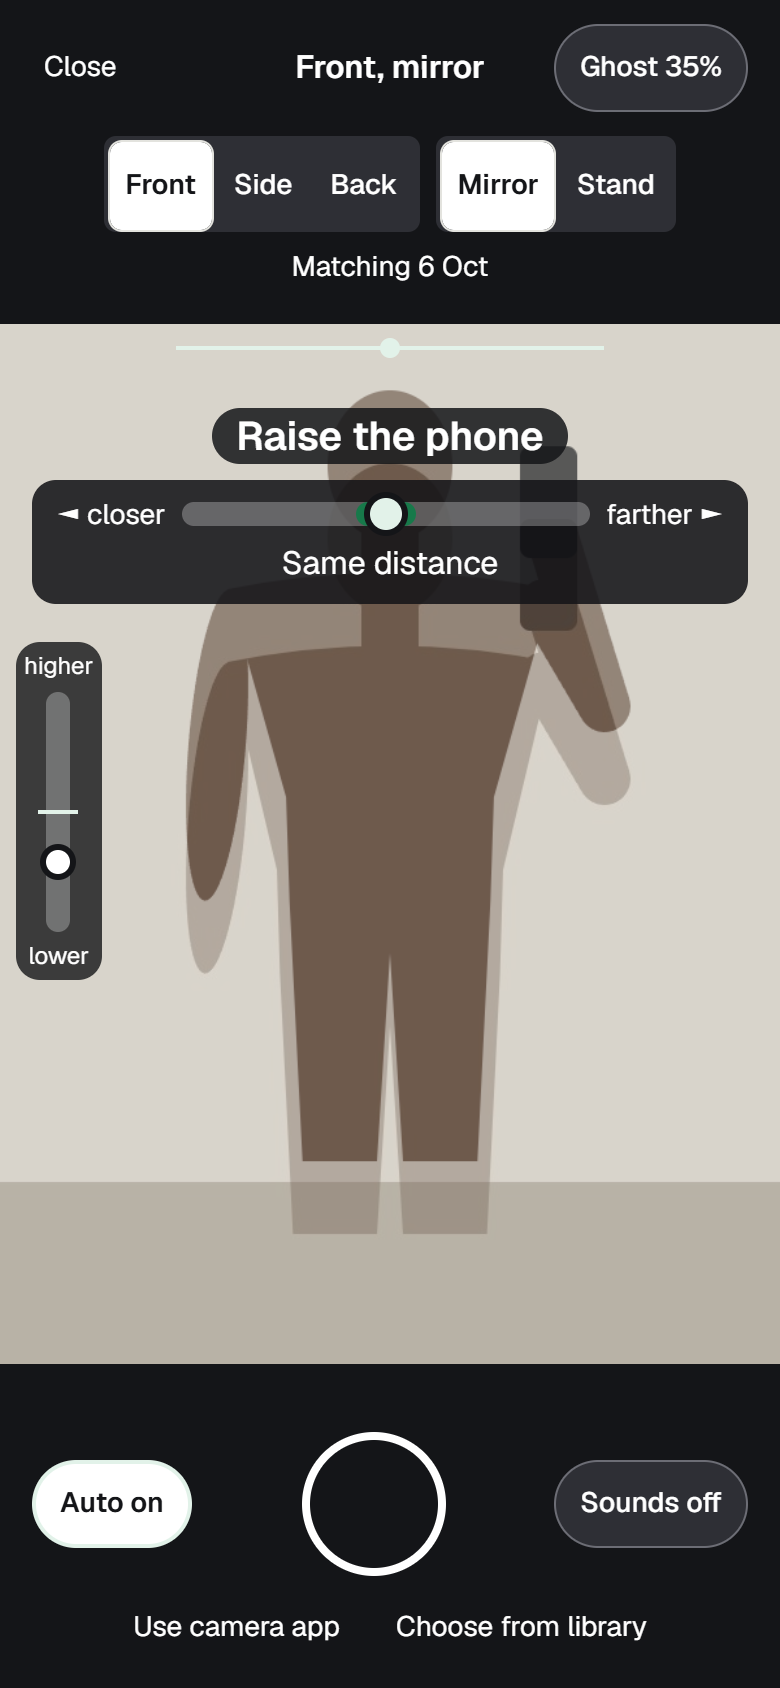 Close
Front, mirror
Ghost 35%
Front Side Back
Mirror Stand
Matching 6 Oct
Raise the phone
closer
farther
Same distance
higher
lower
Auto on
Sounds off
Use camera app
Choose from library